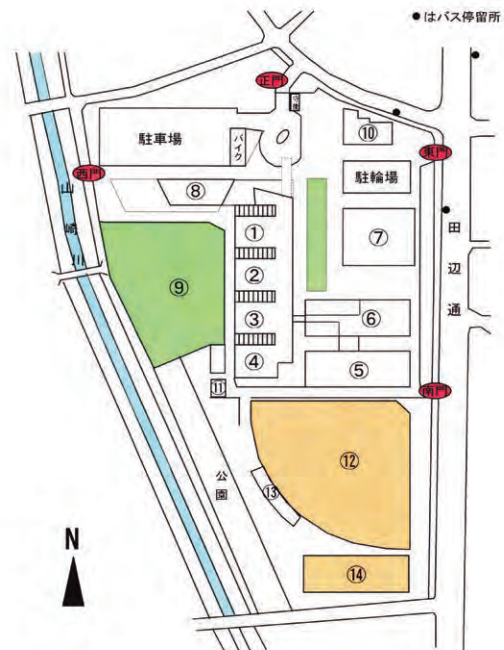 ●はバス停留所
正門
守衛
駐車場
バイク
⑩
東門
西門
⑧
駐輪場
山崎川
①
⑦
田辺通
②
⑨
③
⑥
④
⑤
⑪
南門
⑫
公園
⑬
N
⑭